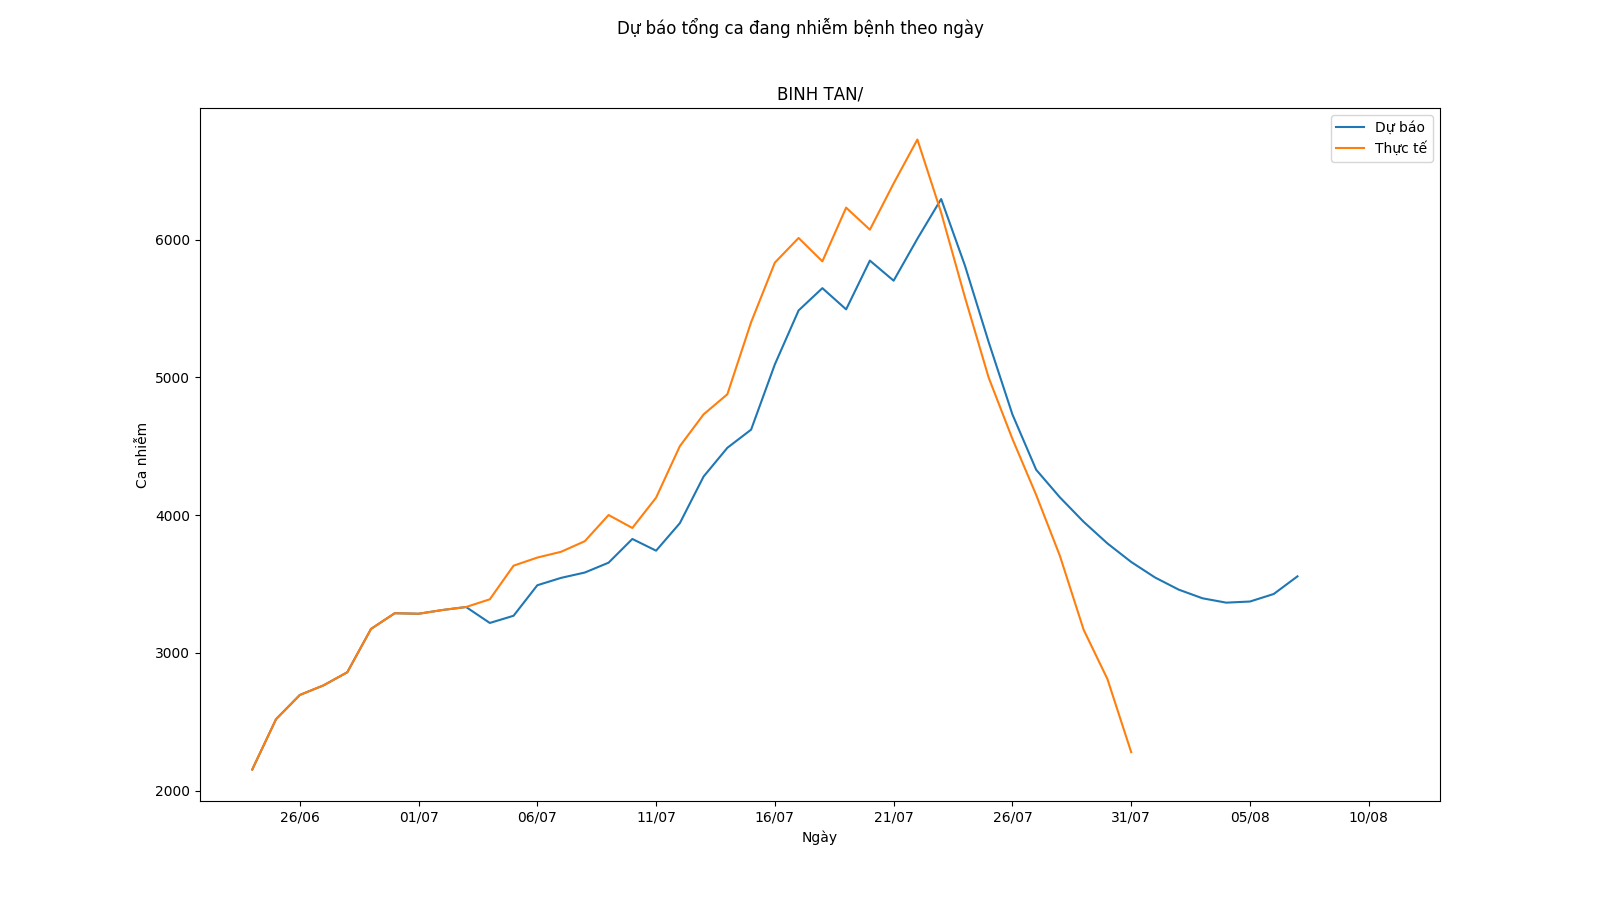 Dự báo tổng ca đang nhiễm bệnh theo ngày
BINH TAN/
Dự báo
Thực tế
6000
5000
4000
3000
2000
Ca nhiễm
26/06 01/07 06/07 11/07 16/07 21/07 26/07 31/07 05/08 10/08
Ngày